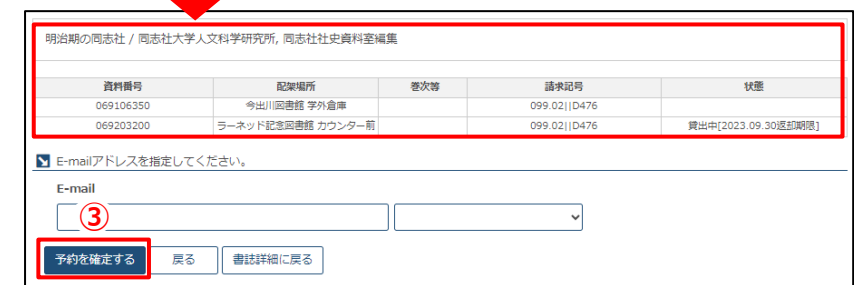 明治期の同志社 / 同志社大学人文科学研究所, 同志社社史資料室編集
資料番号 配架場所 巻次等 請求記号 状態
069106350 今出川図書館 学外倉庫 099.02||D476
069203200 ラーネッド記念図書館 カウンター前 099.02||D476 貸出中[2023.09.30返却期限]
E-mailアドレスを指定してください。
E-mail
③
予約を確定する 戻る 書誌詳細に戻る